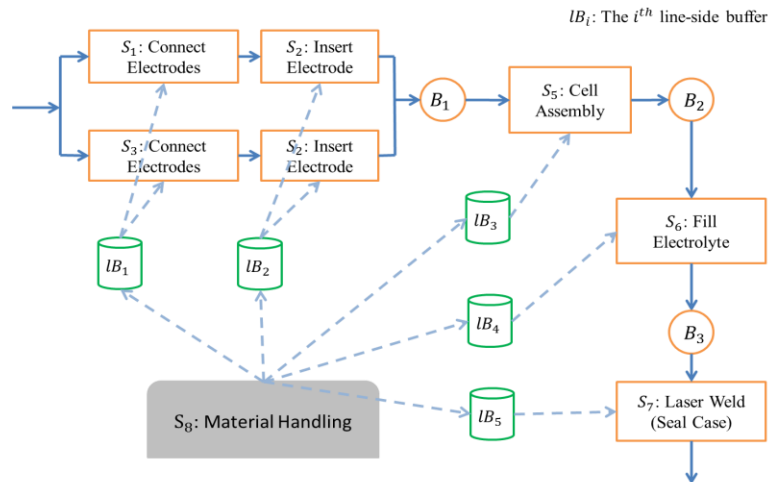 lB_i: The i^th line-side buffer
S_1: Connect
Electrodes
S_2: Insert
Electrode
B_1
S_5: Cell
Assembly
B_2
S_3: Connect
Electrodes
S_2: Insert
Electrode
lB_1
lB_2
lB_3
S_6: Fill
Electrolyte
lB_4
B_3
S_8: Material Handling
lB_5
S_7: Laser Weld
(Seal Case)